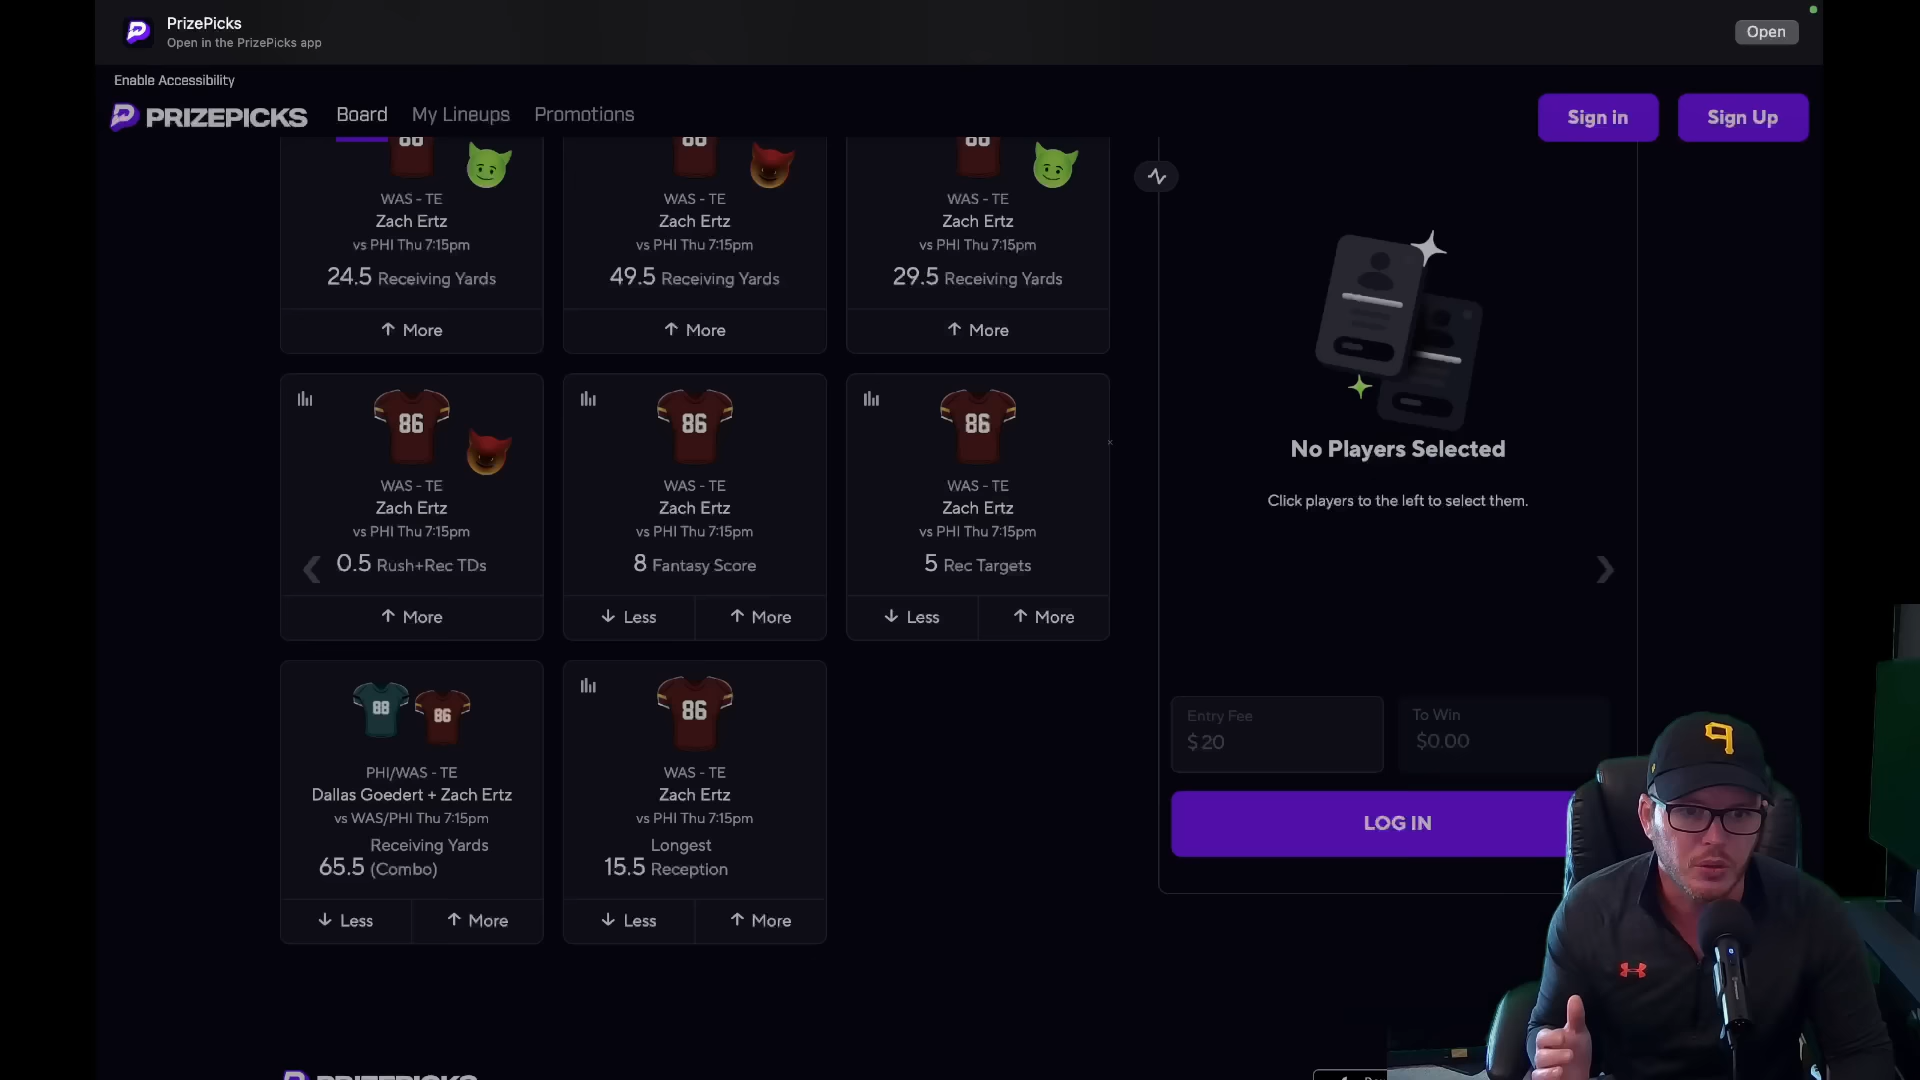 PrizePicks
Open in the PrizePicks app
Open
Enable Accessibility
PRIZEPICKS
Board
My Lineups
Promotions
Sign in
Sign Up
WAS - TE
Zach Ertz
vs PHI Thu 7:15pm
24.5 Receiving Yards
More
WAS - TE
Zach Ertz
vs PHI Thu 7:15pm
49.5 Receiving Yards
More
WAS - TE
Zach Ertz
vs PHI Thu 7:15pm
29.5 Receiving Yards
More
86
WAS - TE
Zach Ertz
vs PHI Thu 7:15pm
0.5 Rush+Rec TDs
More
86
WAS - TE
Zach Ertz
vs PHI Thu 7:15pm
8 Fantasy Score
Less
More
86
WAS - TE
Zach Ertz
vs PHI Thu 7:15pm
5 Rec Targets
Less
More
88
86
PHI/WAS - TE
Dallas Goedert + Zach Ertz
vs WAS/PHI Thu 7:15pm
Receiving Yards
65.5 (Combo)
Less
More
86
WAS - TE
Zach Ertz
vs PHI Thu 7:15pm
Longest
15.5 Reception
Less
More
No Players Selected
Click players to the left to select them.
Entry Fee
$ 20
To Win
$0.00
LOG IN
PRIZEPICKS